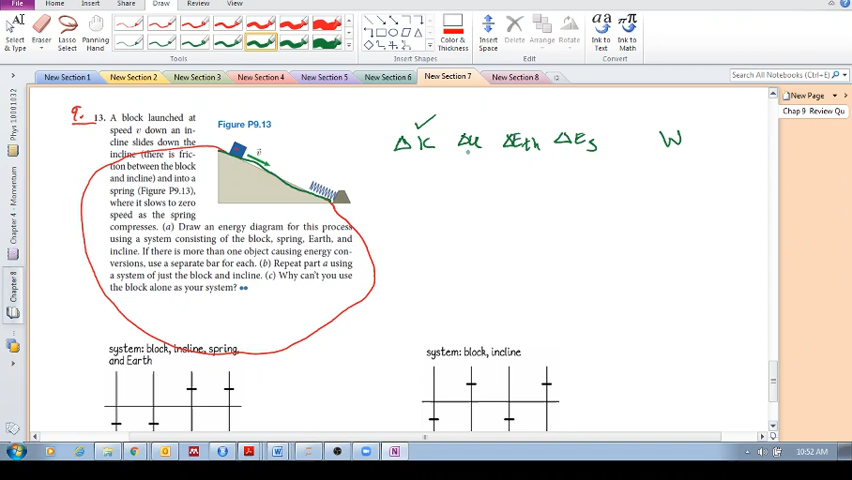 File Home Insert Share Draw View
Select & Type
Eraser
Lasso Select
Panning Hand
Color & Thickness
Insert Space
Delete
Arrange
Rotate
Ink to Text
Ink to Math
Tools
Insert Shapes
Edit
Convert
New Section 1
New Section 2
New Section 3
New Section 4
New Section 5
New Section 6
New Section 7
New Section 8
Search All Notebooks (Ctrl+E)
New Page
Chp 9 Review Qu
Phys 10031032
Chapter 4 - Momentum
Chapter 8
9.
13. A block launched at
speed v down an in-
cline slides down the
incline (there is fric-
tion between the block
and incline) and into a
spring (Figure P9.13),
where it slows to zero
speed as the spring
compresses. (a) Draw an energy diagram for this process
using a system consisting of the block, spring, Earth, and
incline. If there is more than one object causing energy con-
versions, use a separate bar for each. (b) Repeat part a using
a system of just the block and incline. (c) Why can't you use
the block alone as your system? ••
Figure P9.13
v
ΔK ΔU ΔEth ΔEs W
system: block, incline, spring,
and Earth
system: block, incline
10:52 AM